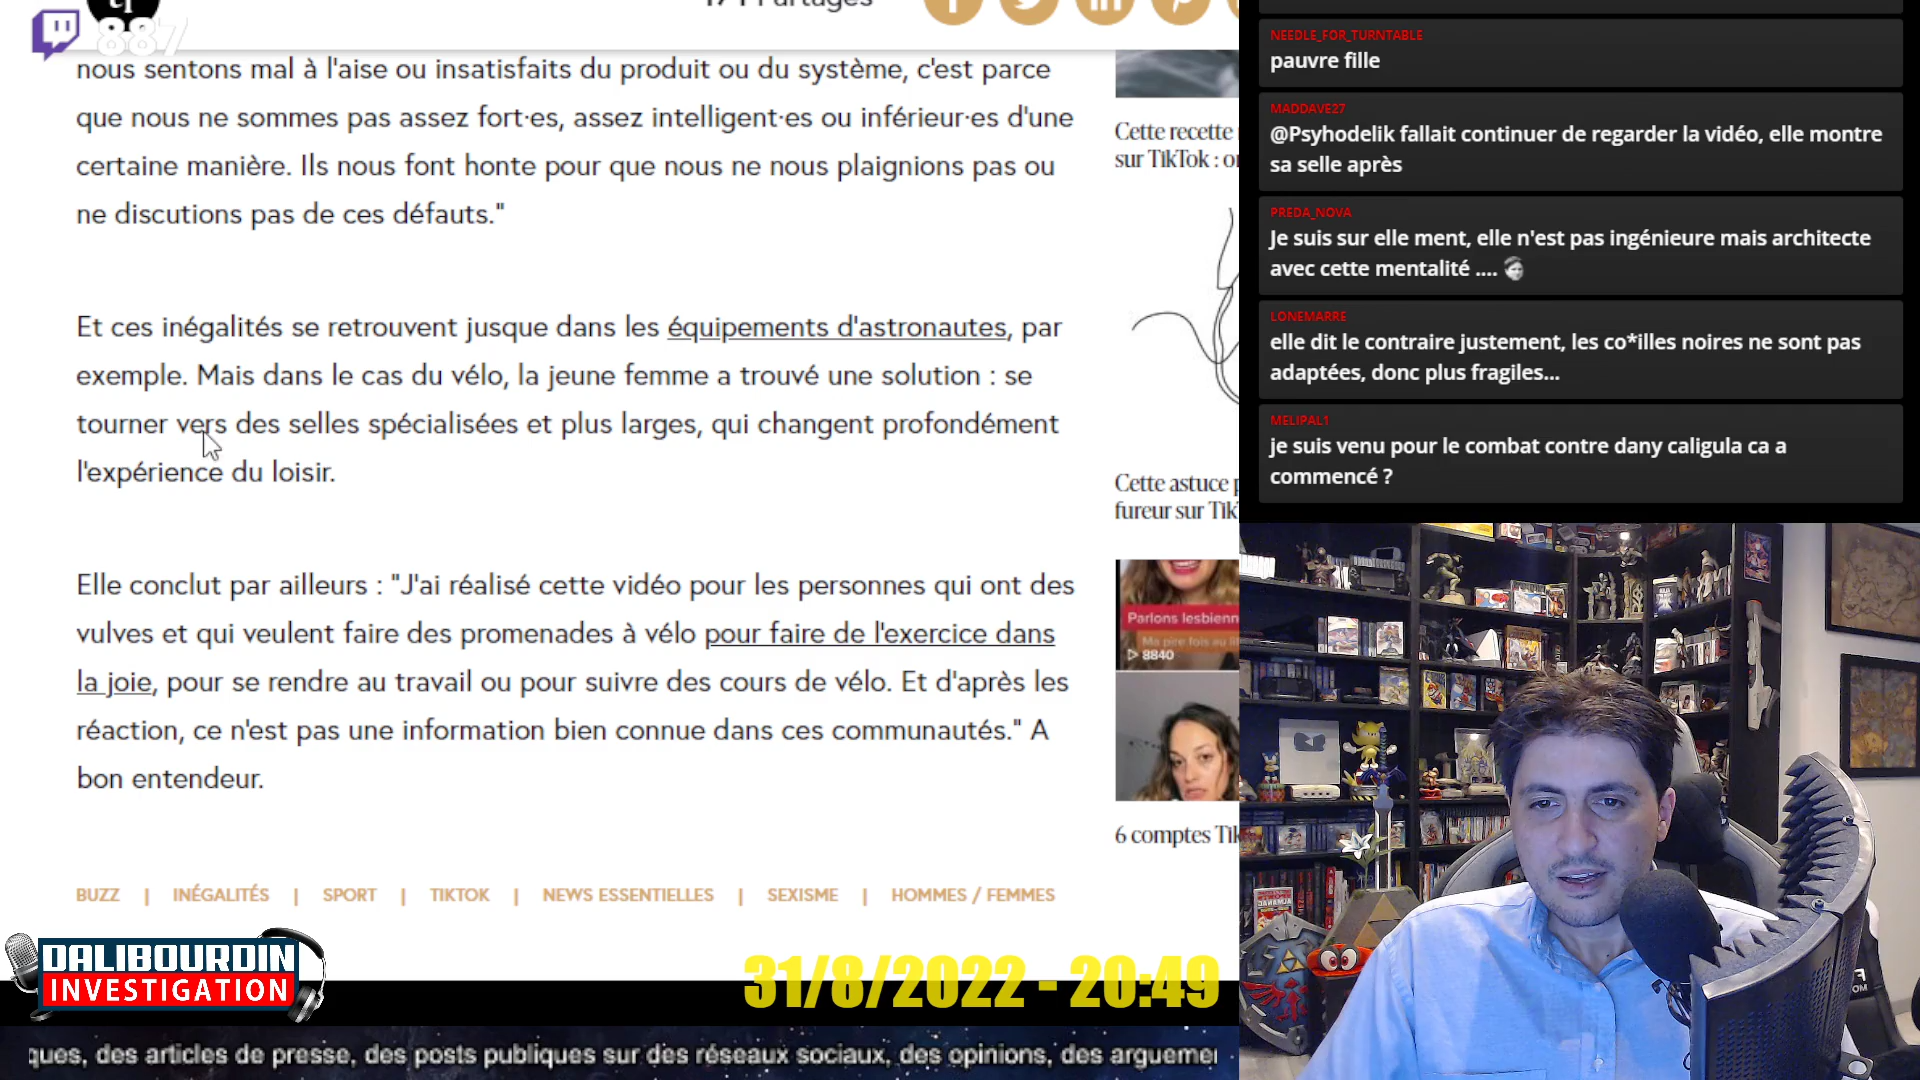 887
Partages
nous sentons mal à l'aise ou insatisfaits du produit ou du système, c'est parce
que nous ne sommes pas assez fort·es, assez intelligent·es ou inférieur·es d'une
certaine manière. Ils nous font honte pour que nous ne nous plaignions pas ou
ne discutions pas de ces défauts."
Et ces inégalités se retrouvent jusque dans les équipements d'astronautes, par
exemple. Mais dans le cas du vélo, la jeune femme a trouvé une solution : se
tourner vers des selles spécialisées et plus larges, qui changent profondément
l'expérience du loisir.
Elle conclut par ailleurs : "J'ai réalisé cette vidéo pour les personnes qui ont des
vulves et qui veulent faire des promenades à vélo pour faire de l'exercice dans
la joie, pour se rendre au travail ou pour suivre des cours de vélo. Et d'après les
réaction, ce n'est pas une information bien connue dans ces communautés." A
bon entendeur.
BUZZ | INÉGALITÉS | SPORT | TIKTOK | NEWS ESSENTIELLES | SEXISME | HOMMES / FEMMES
Cette recette
sur TikTok :
Cette astuce
fureur sur
Parlons
Ma pire fois au
8840
6 comptes
NEEDLE_FOR_TURNTABLE
pauvre fille
MADDAVE27
@Psyhodelik fallait continuer de regarder la vidéo, elle montre
sa selle après
PREDA_NOVA
Je suis sur elle ment, elle n'est pas ingénieure mais architecte
avec cette mentalité ....
LONEMARRE
elle dit le contraire justement, les co*illes noires ne sont pas
adaptées, donc plus fragiles...
MELIPAL1
je suis venu pour le combat contre dany caligula ca a
commencé ?
DALIBOURDIN
INVESTIGATION
31/8/2022 - 20:49
des articles de presse, des posts publiques sur des réseaux sociaux, des opinions, des